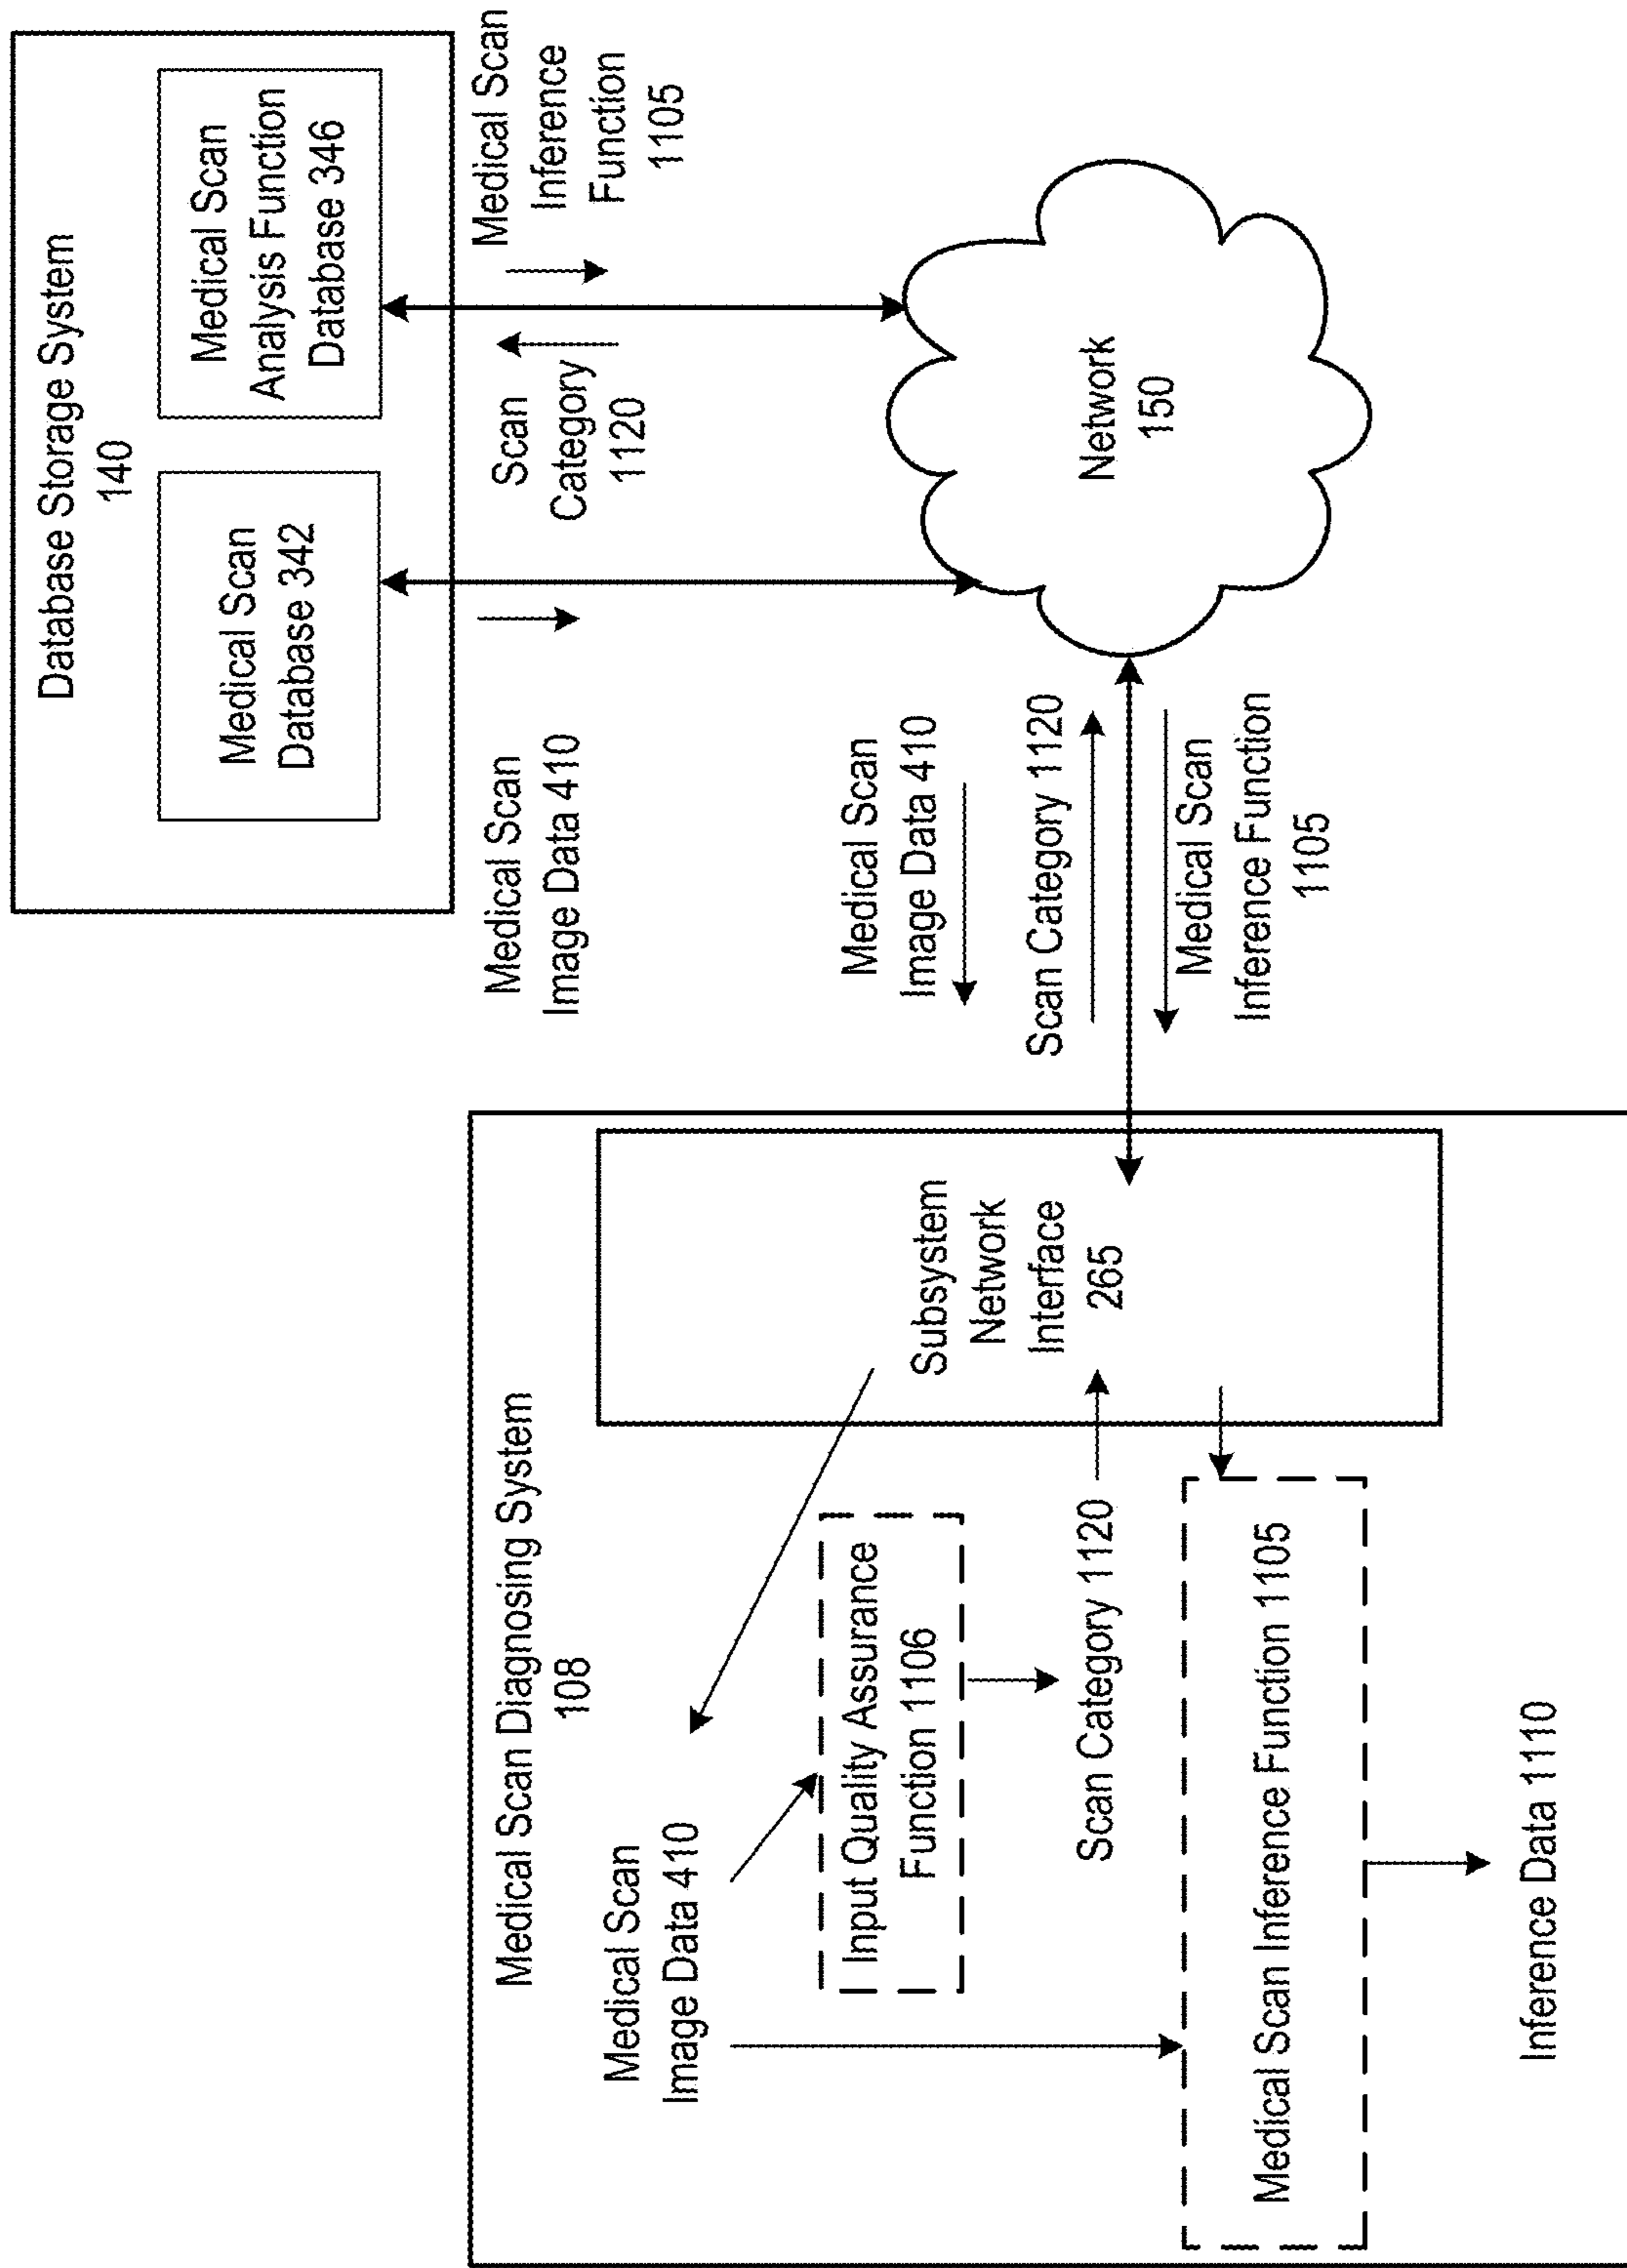 Database Storage System
140
Medical Scan
Database 342
Medical Scan
Analysis Function
Database 346
Medical Scan
Image Data 410
Scan
Category
1120
Medical Scan
Inference
Function
1105
Network
150
Medical Scan
Image Data 410
Scan Category 1120
Medical Scan
Inference Function
1105
Medical Scan Diagnosing System
108
Subsystem
Network
Interface
265
Medical Scan
Image Data 410
Input Quality Assurance
Function 1106
Scan Category 1120
Medical Scan Inference Function 1105
Inference Data 1110